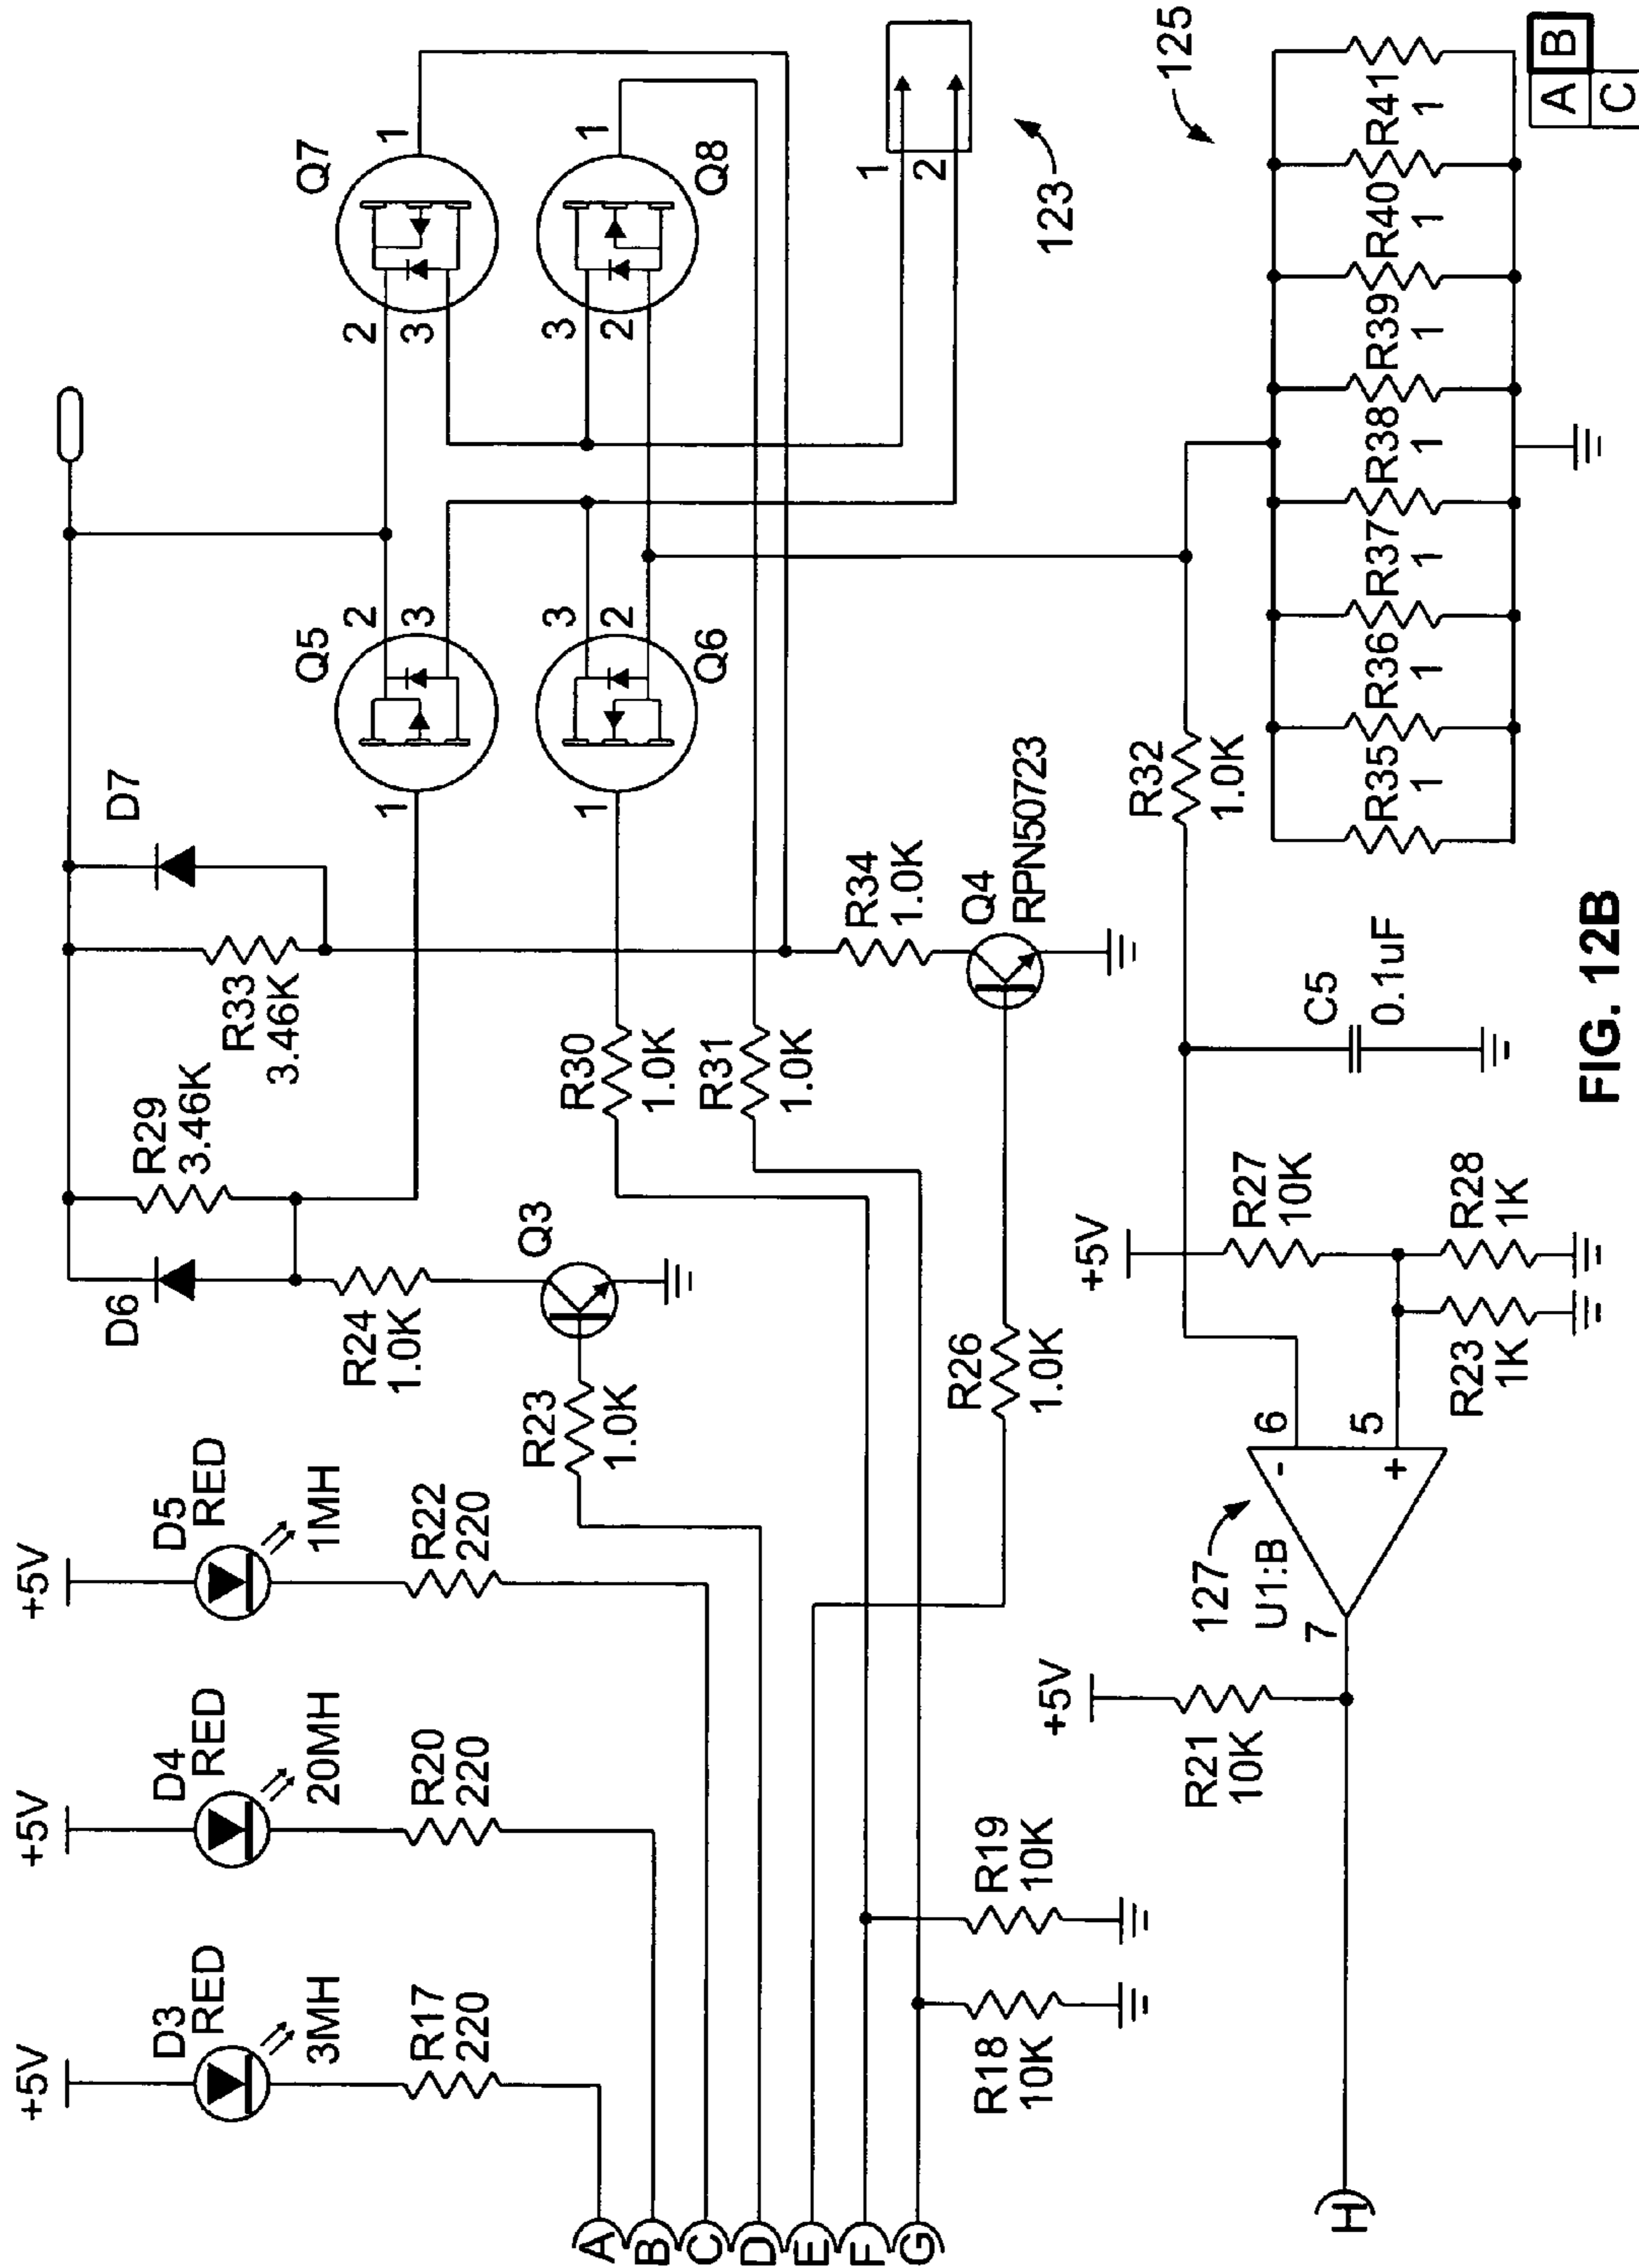 +5V
+5V
+5V
D3
RED
3MH
D4
RED
20MH
D5
RED
1MH
R17
220
R20
220
R22
220
D6
R29
3.46K
R33
3.46K
D7
R24
1.0K
Q3
R23
1.0K
Q5
1
2
3
Q7
2
3
1
Q6
1
3
2
Q8
3
2
1
R30
1.0K
R31
1.0K
R34
1.0K
Q4
RPN50723
R26
1.0K
1
2
123
A
B
C
D
E
F
G
R18
10K
R19
10K
+5V
R21
10K
127
U1:B
7
6
5
-
+
+5V
R27
10K
R23
1K
R28
1K
C5
0.1uF
R32
1.0K
125
R35
1
R36
1
R37
1
R38
1
R39
1
R40
1
R41
1
H
A B
C
FIG. 12B